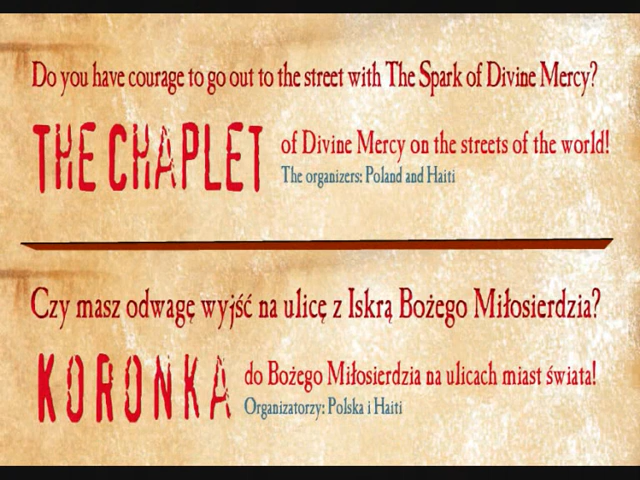 Do you have courage to go out to the street with The Spark of Divine Mercy?
THE CHAPLET
of Divine Mercy on the streets of the world!
The organizers: Poland and Haiti
Czy masz odwagę wyjść na ulicę z Iskrą Bożego Miłosierdzia?
KORONKA
do Bożego Miłosierdzia na ulicach miast świata!
Organizatorzy: Polska i Haiti